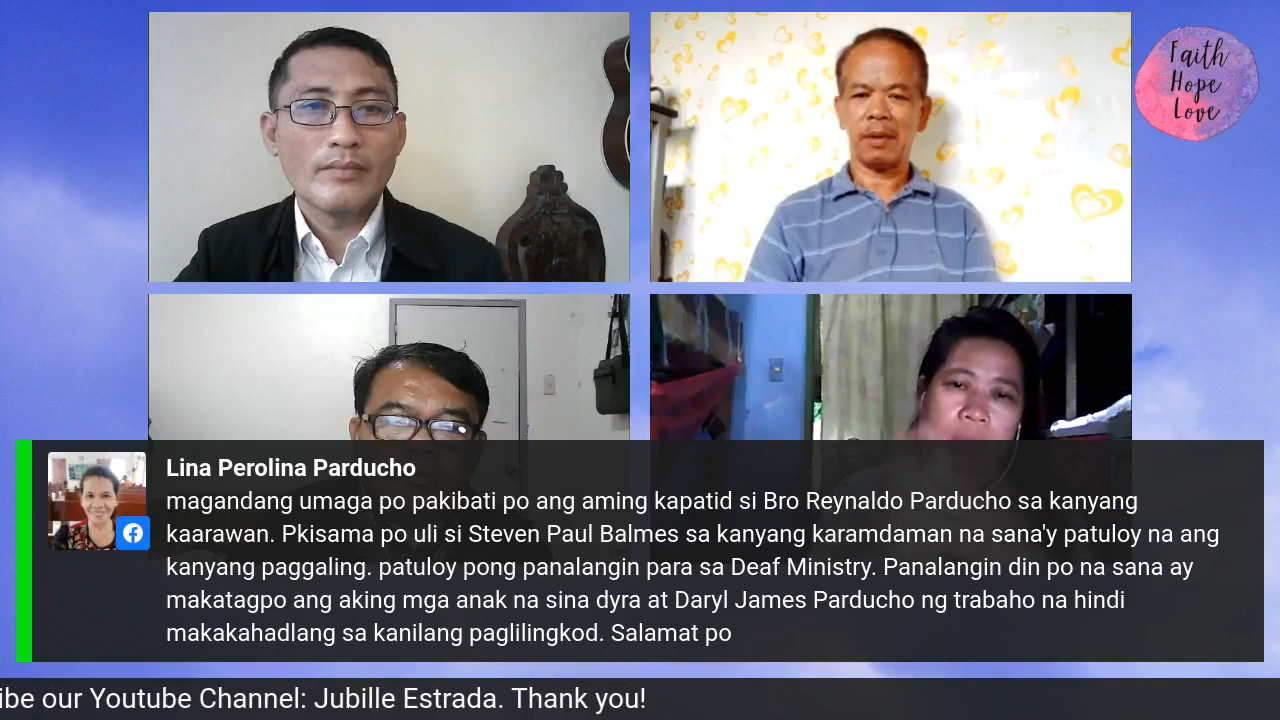 Faith
Hope
Love
Lina Perolina Parducho
magandang umaga po pakibati po ang aming kapatid si Bro Reynaldo Parducho sa kanyang
kaarawan. Pkisama po uli si Steven Paul Balmes sa kanyang karamdaman na sana'y patuloy na ang
kanyang paggaling. patuloy pong panalangin para sa Deaf Ministry. Panalangin din po na sana ay
makatagpo ang aking mga anak na sina dyra at Daryl James Parducho ng trabaho na hindi
makakahadlang sa kanilang paglilingkod. Salamat po
ibe our Youtube Channel: Jubille Estrada. Thank you!